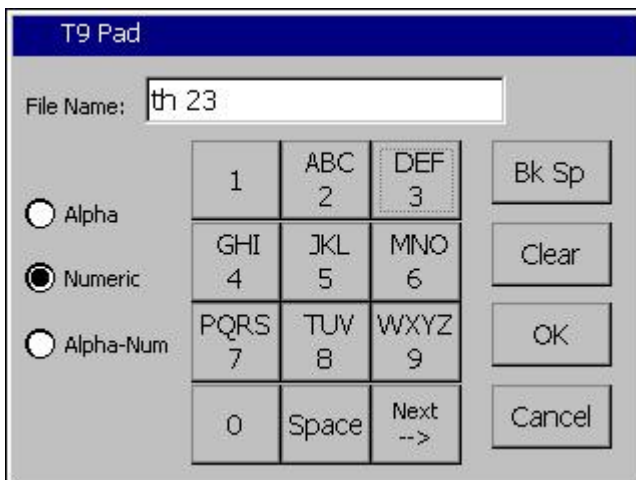 T9 Pad
File Name: th 23
1 ABC 2 DEF 3 Bk Sp
Alpha
GHI 4 JKL 5 MNO 6 Clear
Numeric
PQRS 7 TUV 8 WXYZ 9 OK
Alpha-Num
0 Space Next --> Cancel